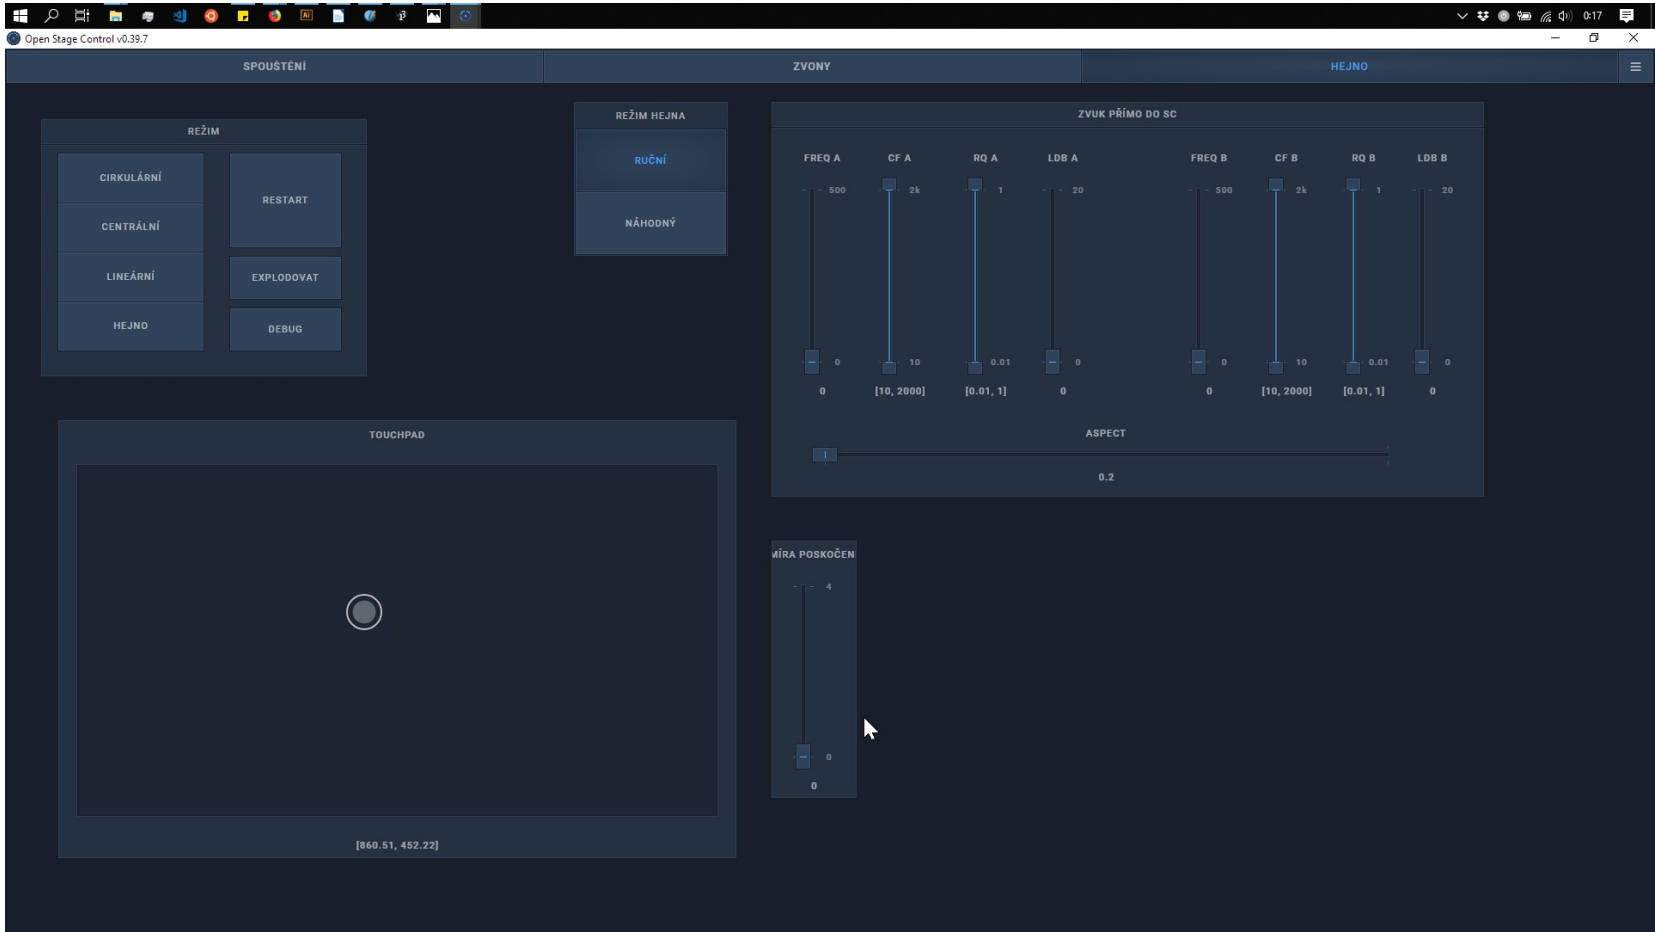 0:17
Open Stage Control v0.39.7
SPOUŠTĚNÍ
ZVONY
HEJNO
REŽIM
CIRKULÁRNÍ
CENTRÁLNÍ
LINEÁRNÍ
HEJNO
RESTART
EXPLODOVAT
DEBUG
REŽIM HEJNA
RUČNÍ
NÁHODNÝ
ZVUK PŘÍMO DO SC
FREQ A CF A RQ A LDB A FREQ B CF B RQ B LDB B
500 2k 1 20 500 2k 1 20
0 10 0.01 0 0 10 0.01 0
0 [10, 2000] [0.01, 1] 0 0 [10, 2000] [0.01, 1] 0
ASPECT
0.2
TOUCHPAD
[860.51, 452.22]
MÍRA POSKOČEN
4
0
0